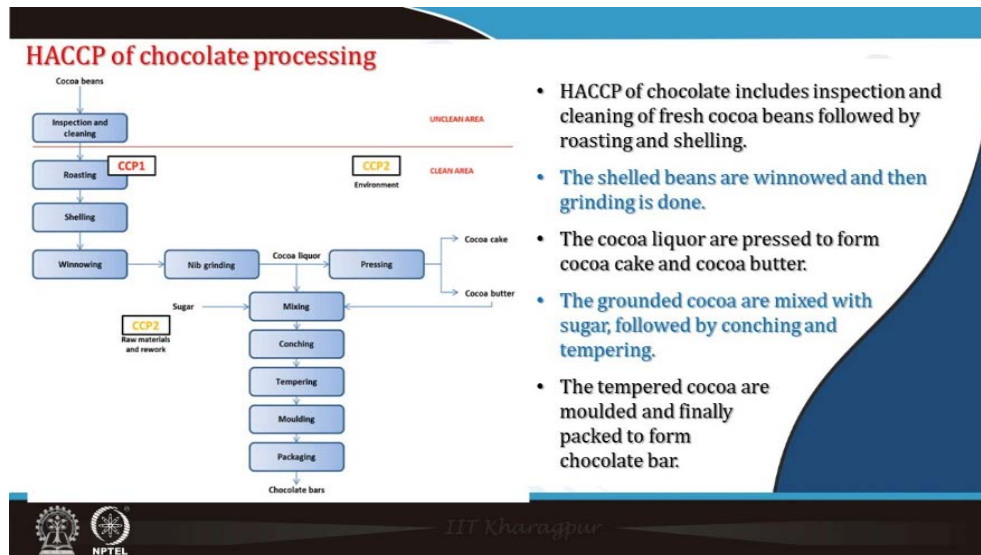 HACCP of chocolate processing
Cocoa beans
Inspection and
cleaning
UNCLEAN AREA
Roasting
CCP1
CCP2
Environment
CLEAN AREA
Shelling
Winnowing
Nib grinding
Cocoa liquor
Pressing
Cocoa cake
Cocoa butter
Sugar
Mixing
CCP2
Raw materials
and rework
Conching
Tempering
Moulding
Packaging
Chocolate bars
• HACCP of chocolate includes inspection and
cleaning of fresh cocoa beans followed by
roasting and shelling.
• The shelled beans are winnowed and then
grinding is done.
• The cocoa liquor are pressed to form
cocoa cake and cocoa butter.
• The grounded cocoa are mixed with
sugar, followed by conching and
tempering.
• The tempered cocoa are
moulded and finally
packed to form
chocolate bar.
IIT Kharagpur
NPTEL